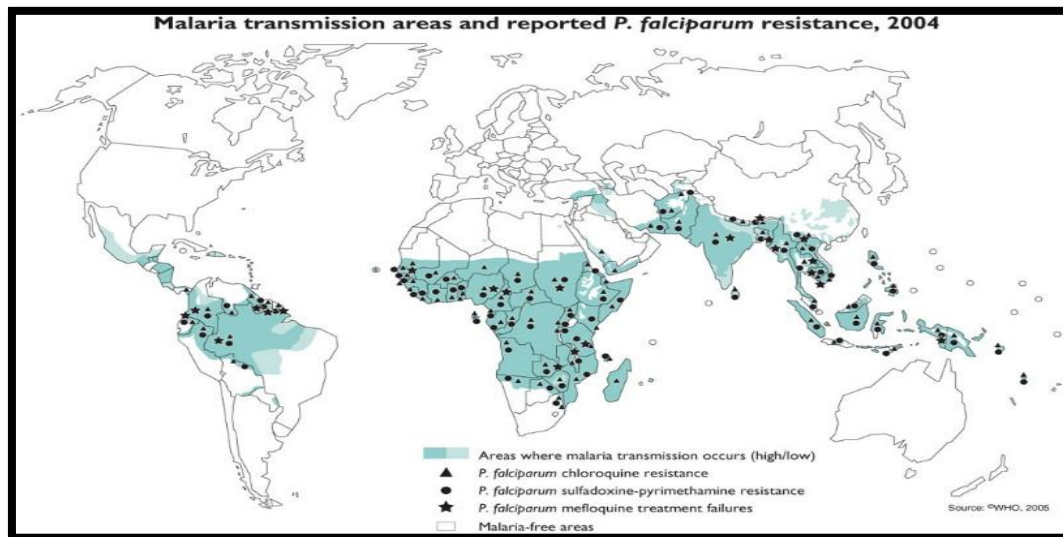 Malaria transmission areas and reported P. falciparum resistance, 2004
Areas where malaria transmission occurs (high/low)
P. falciparum chloroquine resistance
P. falciparum sulfadoxine-pyrimethamine resistance
P. falciparum mefloquine treatment failures
Malaria-free areas
Source: ©WHO, 2005